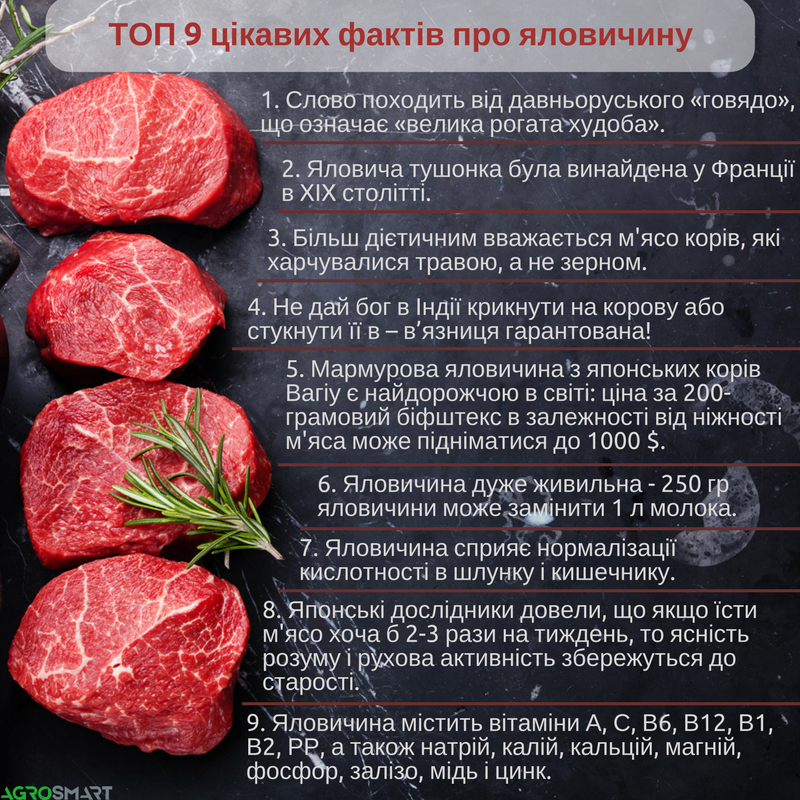 ТОП 9 цікавих фактів про яловичину
1. Слово походить від давньоруського «говядо»,
що означає «велика рогата худоба».
2. Яловича тушонка була винайдена у Франції
в XIX столітті.
3. Більш дієтичним вважається м'ясо корів, які
харчувалися травою, а не зерном.
4. Не дай бог в Індії крикнути на корову або
стукнути її в – в’язниця гарантована!
5. Мармурова яловичина з японських корів
Вагіу є найдорожчою в світі: ціна за 200-
грамовий біфштекс в залежності від ніжності
м'яса може підніматися до 1000 $.
6. Яловичина дуже живильна - 250 гр
яловичини може замінити 1 л молока.
7. Яловичина сприяє нормалізації
кислотності в шлунку і кишечнику.
8. Японські дослідники довели, що якщо їсти
м'ясо хоча б 2-3 рази на тиждень, то ясність
розуму і рухова активність збережуться до
старості.
9. Яловичина містить вітаміни А, С, В6, В12, В1,
В2, РР, а також натрій, калій, кальцій, магній,
фосфор, залізо, мідь і цинк.
AGROSMART